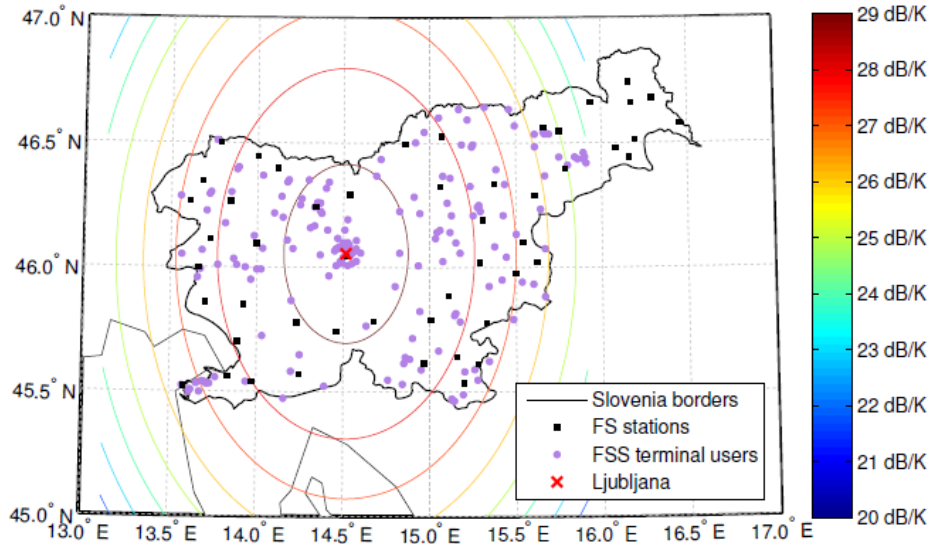 47.0° N
46.5° N
46.0° N
45.5° N
45.0° N
13.0° E
13.5° E
14.0° E
14.5° E
15.0° E
15.5° E
16.0° E
16.5° E
17.0° E
Slovenia borders
FS stations
FSS terminal users
Ljubljana
29 dB/K
28 dB/K
27 dB/K
26 dB/K
25 dB/K
24 dB/K
23 dB/K
22 dB/K
21 dB/K
20 dB/K